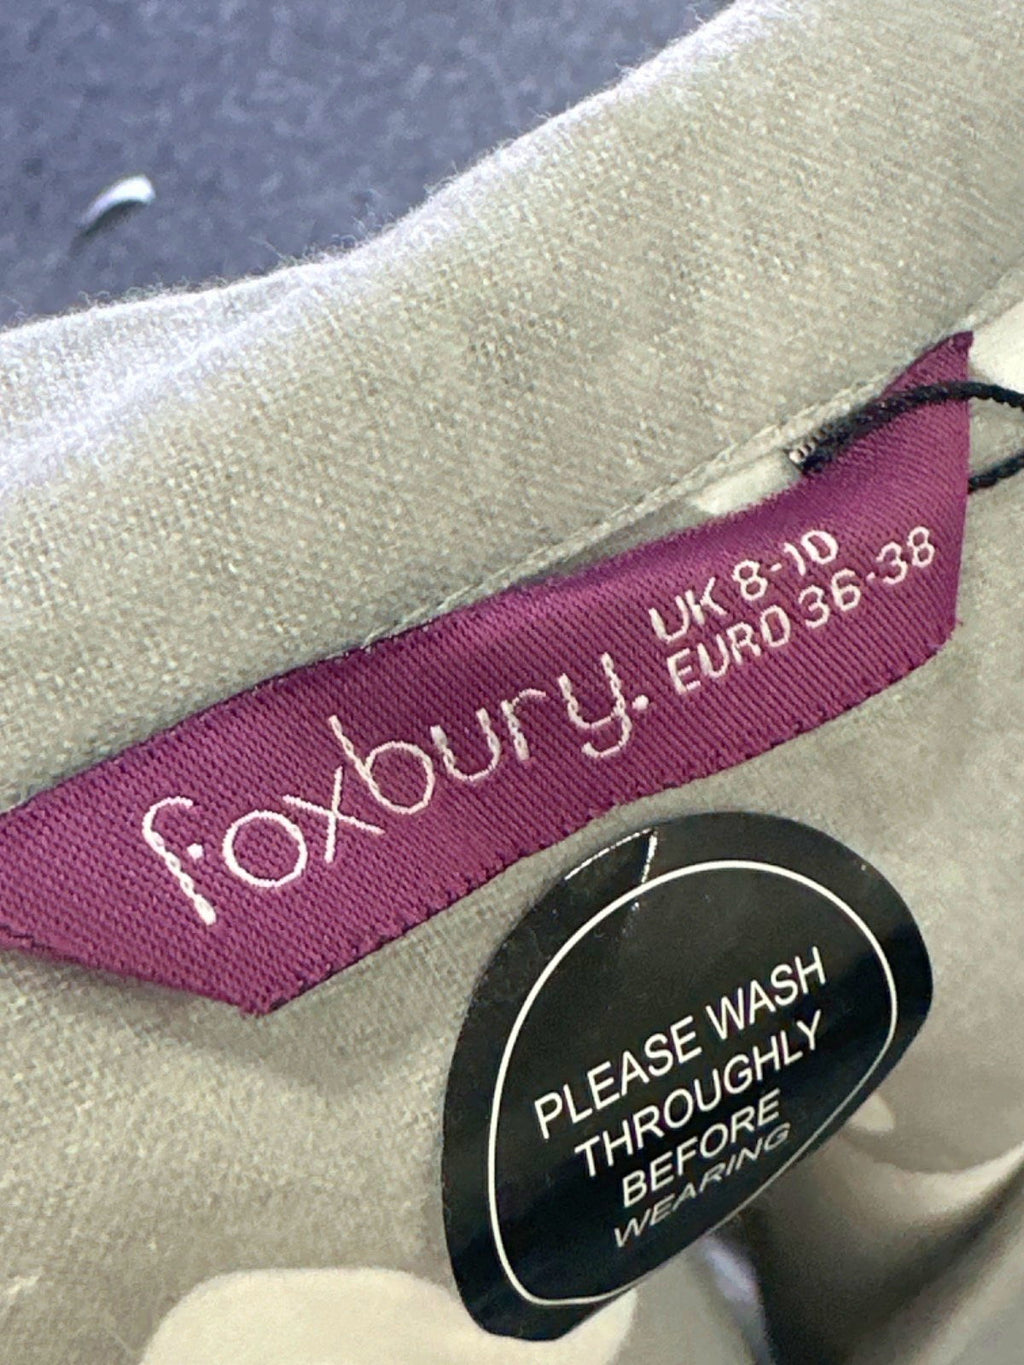 foxbury.
UK 8-10
EURO 36-38
PLEASE WASH
THROUGHLY
BEFORE
WEARING